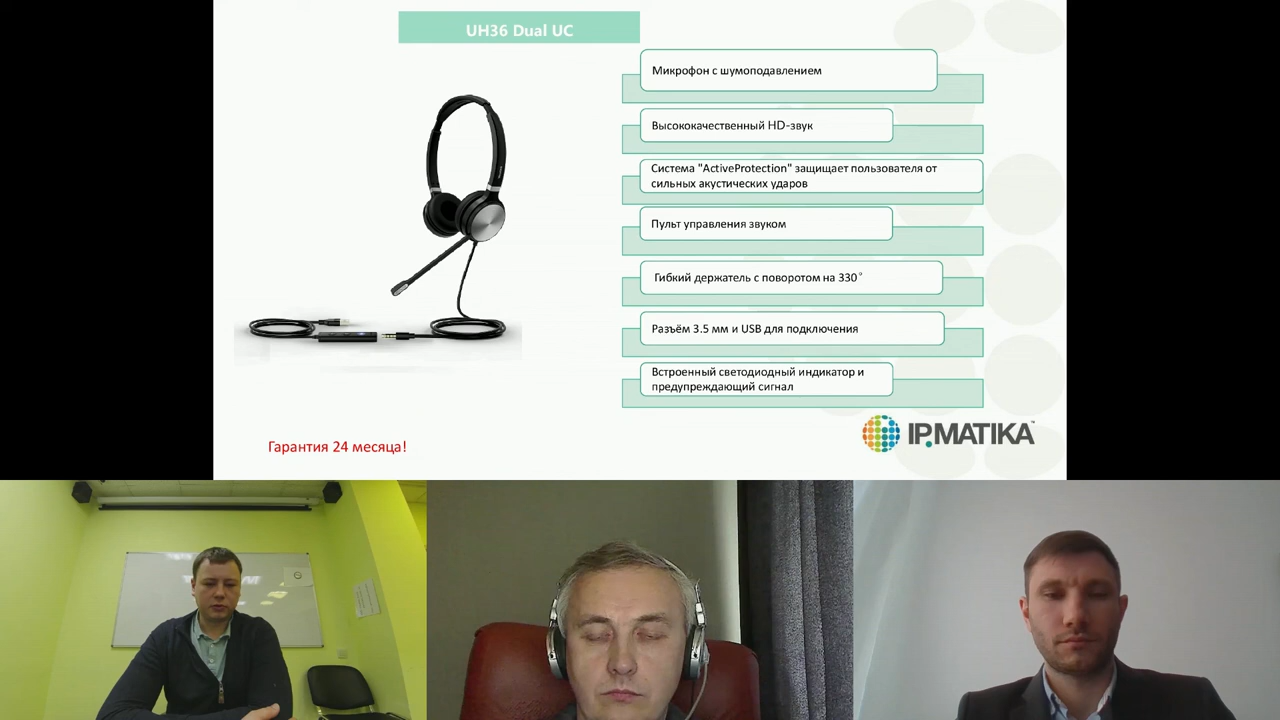 UH36 Dual UC
Микрофон с шумоподавлением
Высококачественный HD-звук
Система "ActiveProtection" защищает пользователя от
сильных акустических ударов
Пульт управления звуком
Гибкий держатель с поворотом на 330°
Разъём 3.5 мм и USB для подключения
Встроенный светодиодный индикатор и
предупреждающий сигнал
IP.MATIKA™
Гарантия 24 месяца!